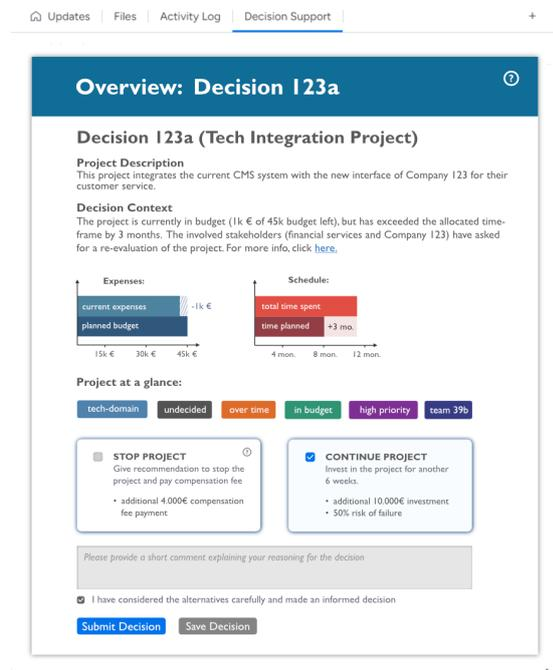 Updates
Files
Activity Log
Decision Support
+
Overview: Decision 123a
?
Decision 123a (Tech Integration Project)
Project Description
This project integrates the current CMS system with the new interface of Company 123 for their
customer service.
Decision Context
The project is currently in budget (1k € of 45k budget left), but has exceeded the allocated time-
frame by 3 months. The involved stakeholders (financial services and Company 123) have asked
for a re-evaluation of the project. For more info, click here.
Expenses:
current expenses
-1k €
planned budget
15k €
30k €
45k €
Schedule:
total time spent
time planned
+3 mo.
4 mon.
8 mon.
12 mon.
Project at a glance:
tech-domain
undecided
over time
in budget
high priority
team 39b
STOP PROJECT
?
Give recommendation to stop the
project and pay compensation fee
• additional 4.000€ compensation
fee payment
CONTINUE PROJECT
Invest in the project for another
6 weeks.
• additional 10.000€ investment
• 50% risk of failure
Please provide a short comment explaining your reasoning for the decision
I have considered the alternatives carefully and made an informed decision
Submit Decision
Save Decision